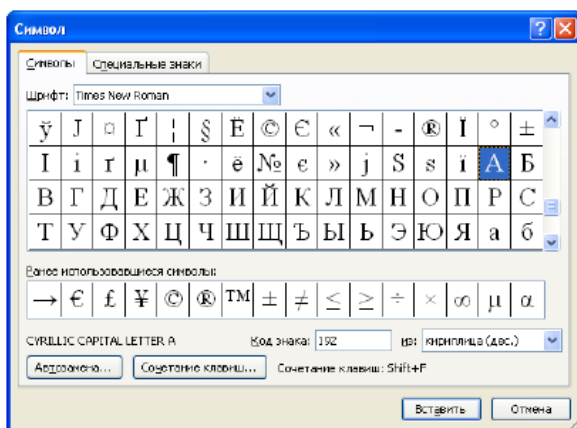 Символ
Символы Специальные знаки
Шрифт: Times New Roman
ў Ј ¤ Ґ ¦ § Ё © Є « ¬ - ® Ї ° ±
І і ґ µ ¶ · ё № є » ј Ѕ ѕ ї А Б
В Г Д Е Ж З И Й К Л М Н О П Р С
Т У Ф Х Ц Ч Ш Щ Ъ Ы Ь Э Ю Я а б
Ранее использовавшиеся символы:
→ € £ ¥ © ® ™ ± ≠ ≤ ≥ ÷ × ∞ µ α
CYRILLIC CAPITAL LETTER A Код знака: 192 из: кириллица (дес.)
Автозамена... Сочетание клавиш... Сочетание клавиш: Shift+F
Вставить Отмена